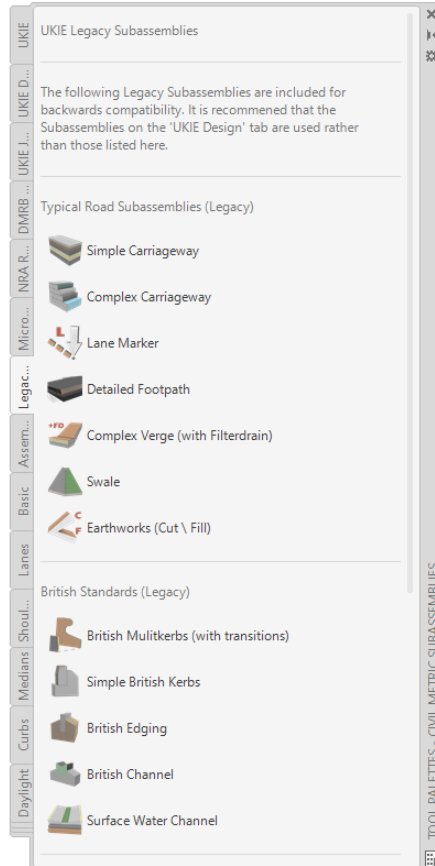 UKIE
UKIE D...
UKIE J...
DMRB ...
NRA R...
Micro...
Legac...
Assem...
Basic
Lanes
Shoul...
Medians
Curbs
Daylight
UKIE Legacy Subassemblies
The following Legacy Subassemblies are included for
backwards compatibility. It is recommened that the
Subassemblies on the 'UKIE Design' tab are used rather
than those listed here.
Typical Road Subassemblies (Legacy)
Simple Carriageway
Complex Carriageway
L
Lane Marker
Detailed Footpath
+FD
Complex Verge (with Filterdrain)
Swale
C
F
Earthworks (Cut \ Fill)
British Standards (Legacy)
British Mulitkerbs (with transitions)
Simple British Kerbs
British Edging
British Channel
Surface Water Channel
TOOL PALETTES - CIVIL METRIC SUBASSEMBLIES